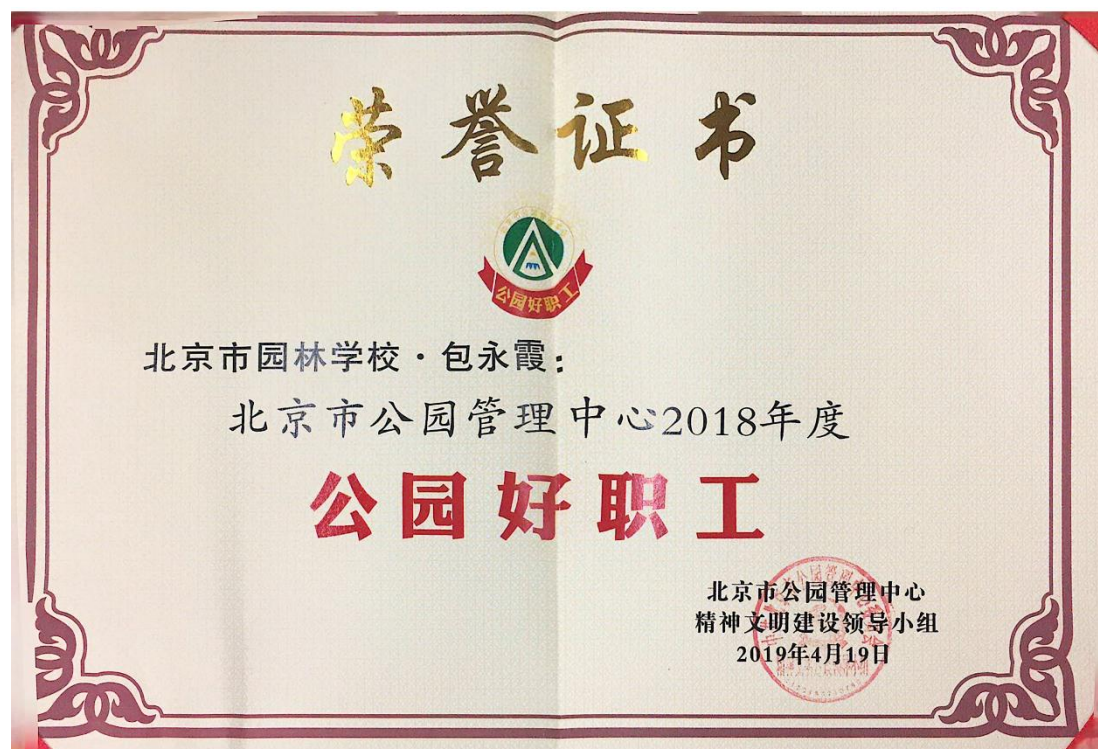 荣誉证书
公园好职工
北京市园林学校·包永霞：
北京市公园管理中心2018年度
公园好职工
北京市公园管理中心
精神文明建设领导小组
2019年4月19日